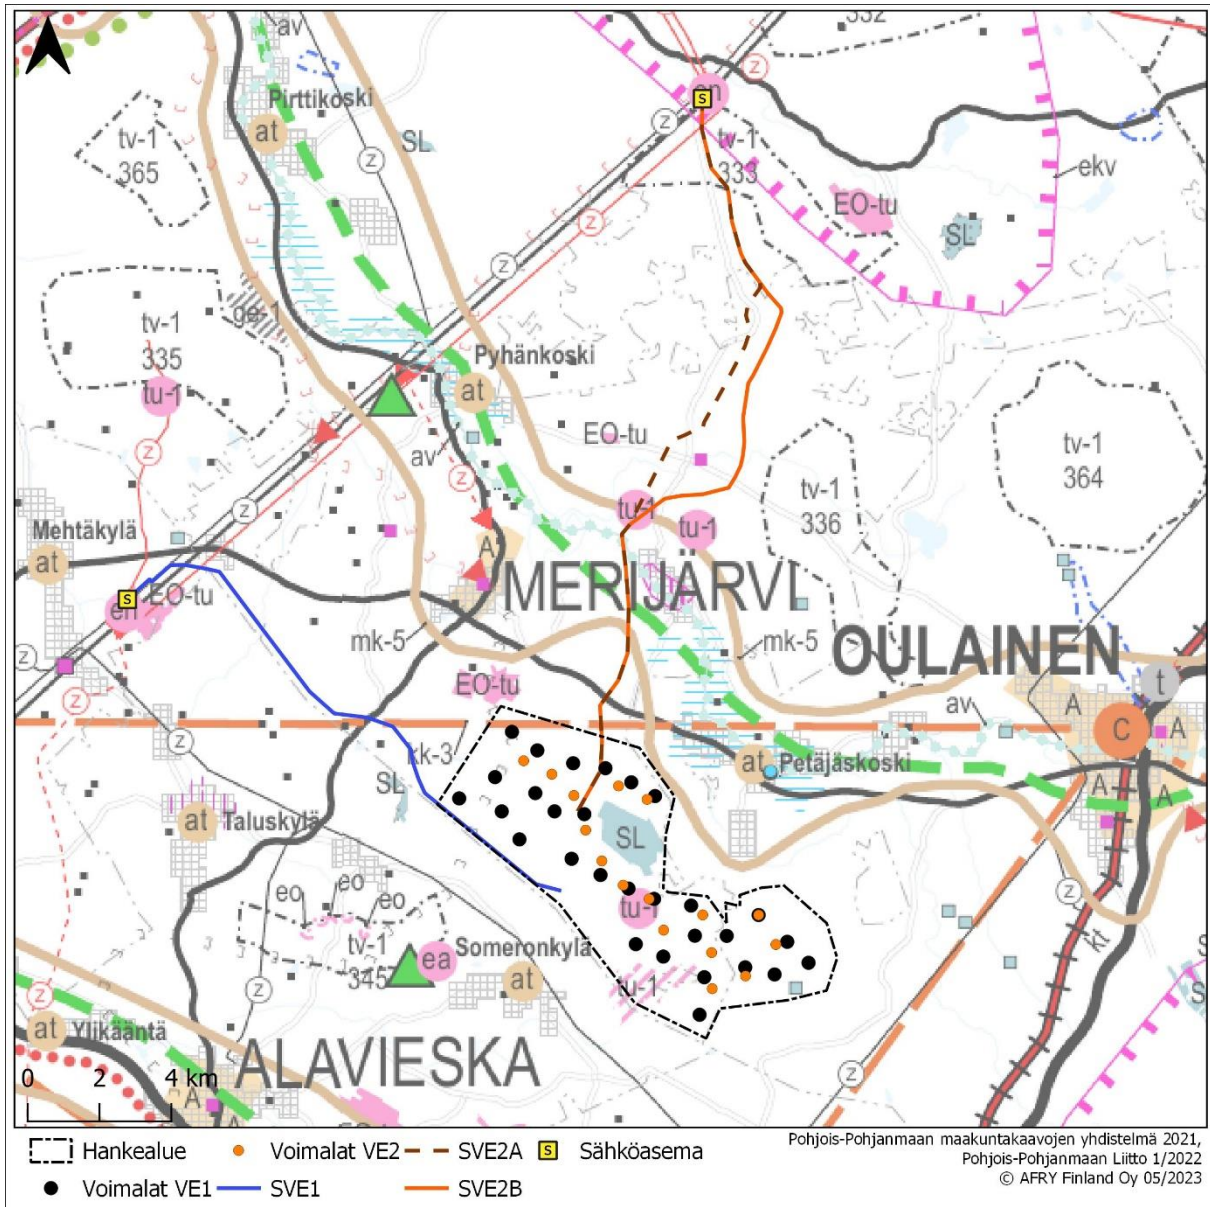 332
av
Pirttikoski
at
tv-1
365
SL
z
z
z
z
en
s
tv-1
333
ekv
EO-tu
SL
ge-1
tv-1
335
tu-1
z
Pyhänkoski
at
av
z
EO-tu
tv-1
336
tv-1
364
z
Mehtäkylä
at
A
tu-1
tu-1
MERIJÄRVI
s
en
EO-tu
mk-5
mk-5
OULAINEN
t
z
EO-tu
av
A
C
A
z
z
kk-3
SL
at
Petäjäskoski
A
A
at
Taluskylä
SL
z
eo
eo
eo
tu-1
tv-1
345
ea
Someronkylä
at
kt
z
z
at
Ylikääntä
ALAVIESKA
z
A
A
0 2 4 km
Hankealue
Voimalat VE2
SVE2A
s Sähköasema
Voimalat VE1
SVE1
SVE2B
Pohjois-Pohjanmaan maakuntakaavojen yhdistelmä 2021,
Pohjois-Pohjanmaan Liitto 1/2022
© AFRY Finland Oy 05/2023